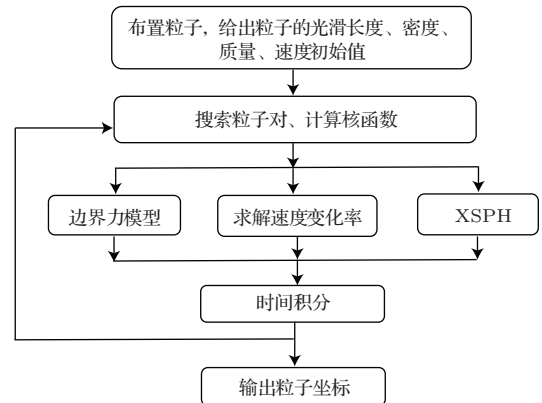 布置粒子，给出粒子的光滑长度、密度、
质量、速度初始值
搜索粒子对、计算核函数
边界力模型
求解速度变化率
XSPH
时间积分
输出粒子坐标